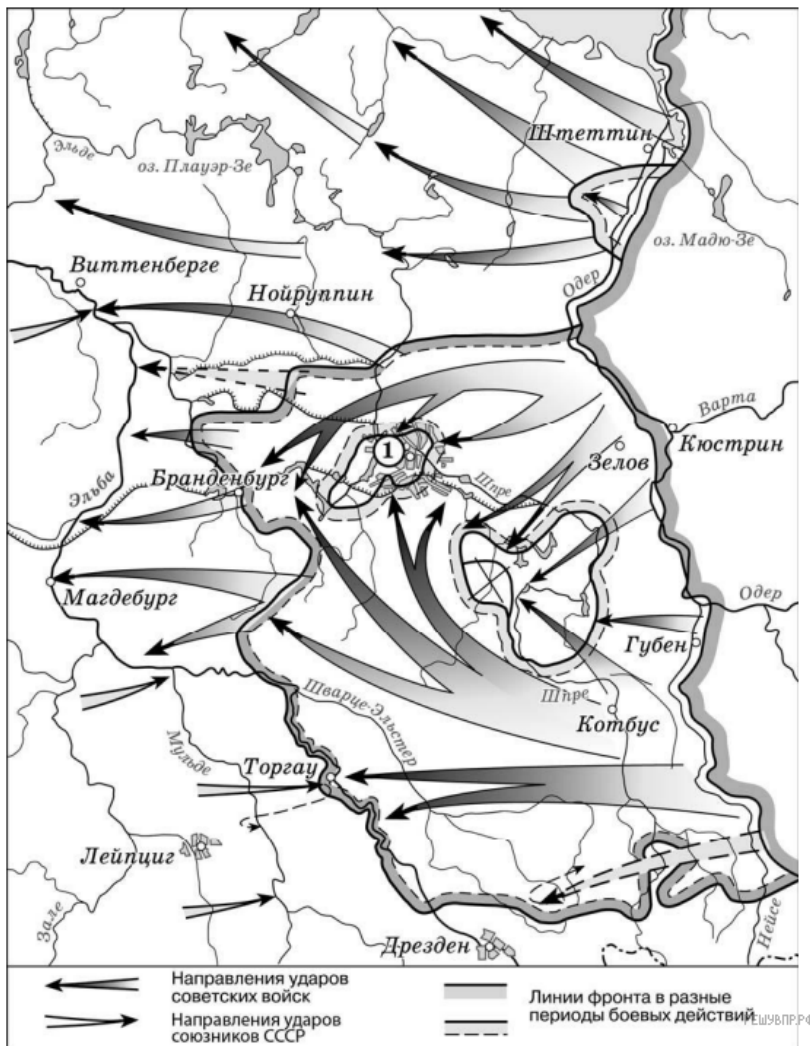 Штеттин
Эльде
оз. Плауэр-Зе
оз. Мадю-Зе
Виттенберге
Одер
Нойруппин
Варта
1
Кюстрин
Зелов
Шпре
Бранденбург
Эльба
Магдебург
Одер
Губен
Шпре
Котбус
Шварце-Эльстер
Мульде
Торгау
Лейпциг
Зале
Нейсе
Дрезден
Направления ударов
советских войск
Направления ударов
союзников СССР
Линии фронта в разные
периоды боевых действий
РЕШУВПР.РФ